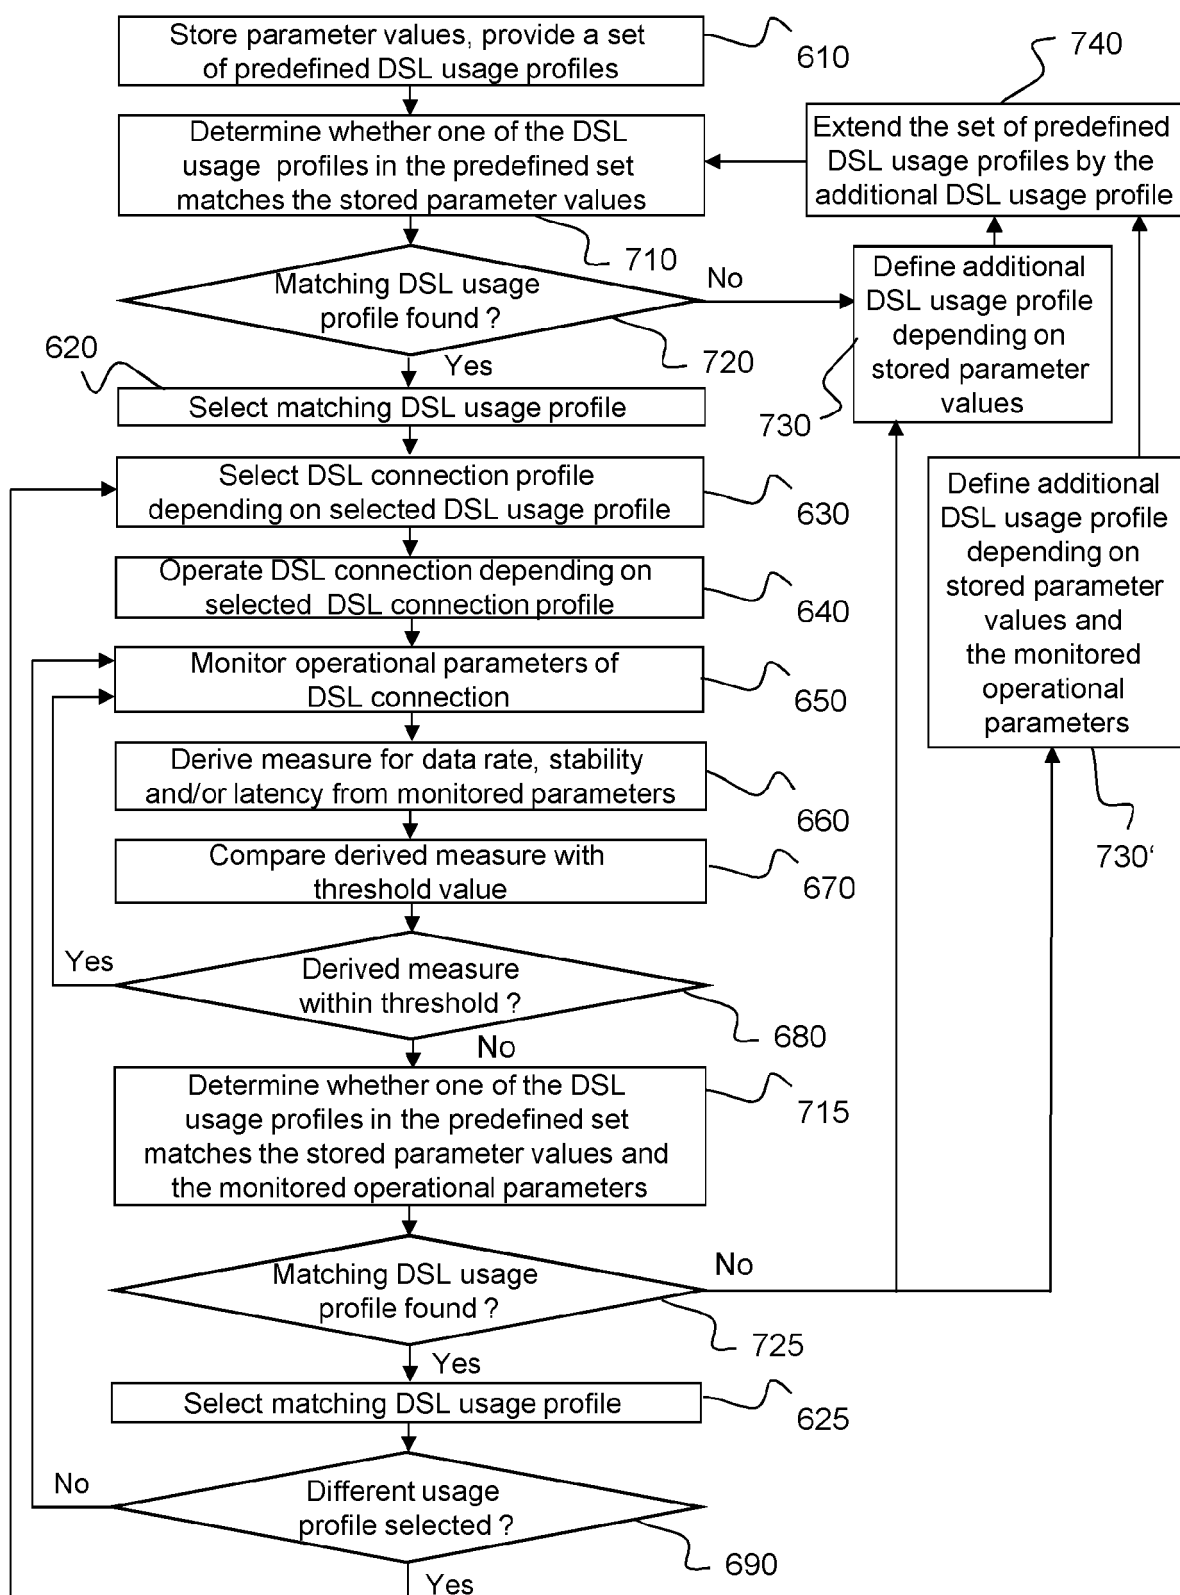 Store parameter values, provide a set
of predefined DSL usage profiles
610
740
Determine whether one of the DSL
usage profiles in the predefined set
matches the stored parameter values
710
Extend the set of predefined
DSL usage profiles by the
additional DSL usage profile
Matching DSL usage
profile found ?
No
720
Yes
Define additional
DSL usage profile
depending on
stored parameter
values
730
620
Select matching DSL usage profile
Select DSL connection profile
depending on selected DSL usage profile
630
Define additional
DSL usage profile
depending on
stored parameter
values and
the monitored
operational
parameters
730‘
Operate DSL connection depending on
selected DSL connection profile
640
Monitor operational parameters of
DSL connection
650
Derive measure for data rate, stability
and/or latency from monitored parameters
660
Compare derived measure with
threshold value
670
Yes
Derived measure
within threshold ?
680
No
Determine whether one of the DSL
usage profiles in the predefined set
matches the stored parameter values and
the monitored operational parameters
715
Matching DSL usage
profile found ?
No
725
Yes
Select matching DSL usage profile
625
No
Different usage
profile selected ?
690
Yes